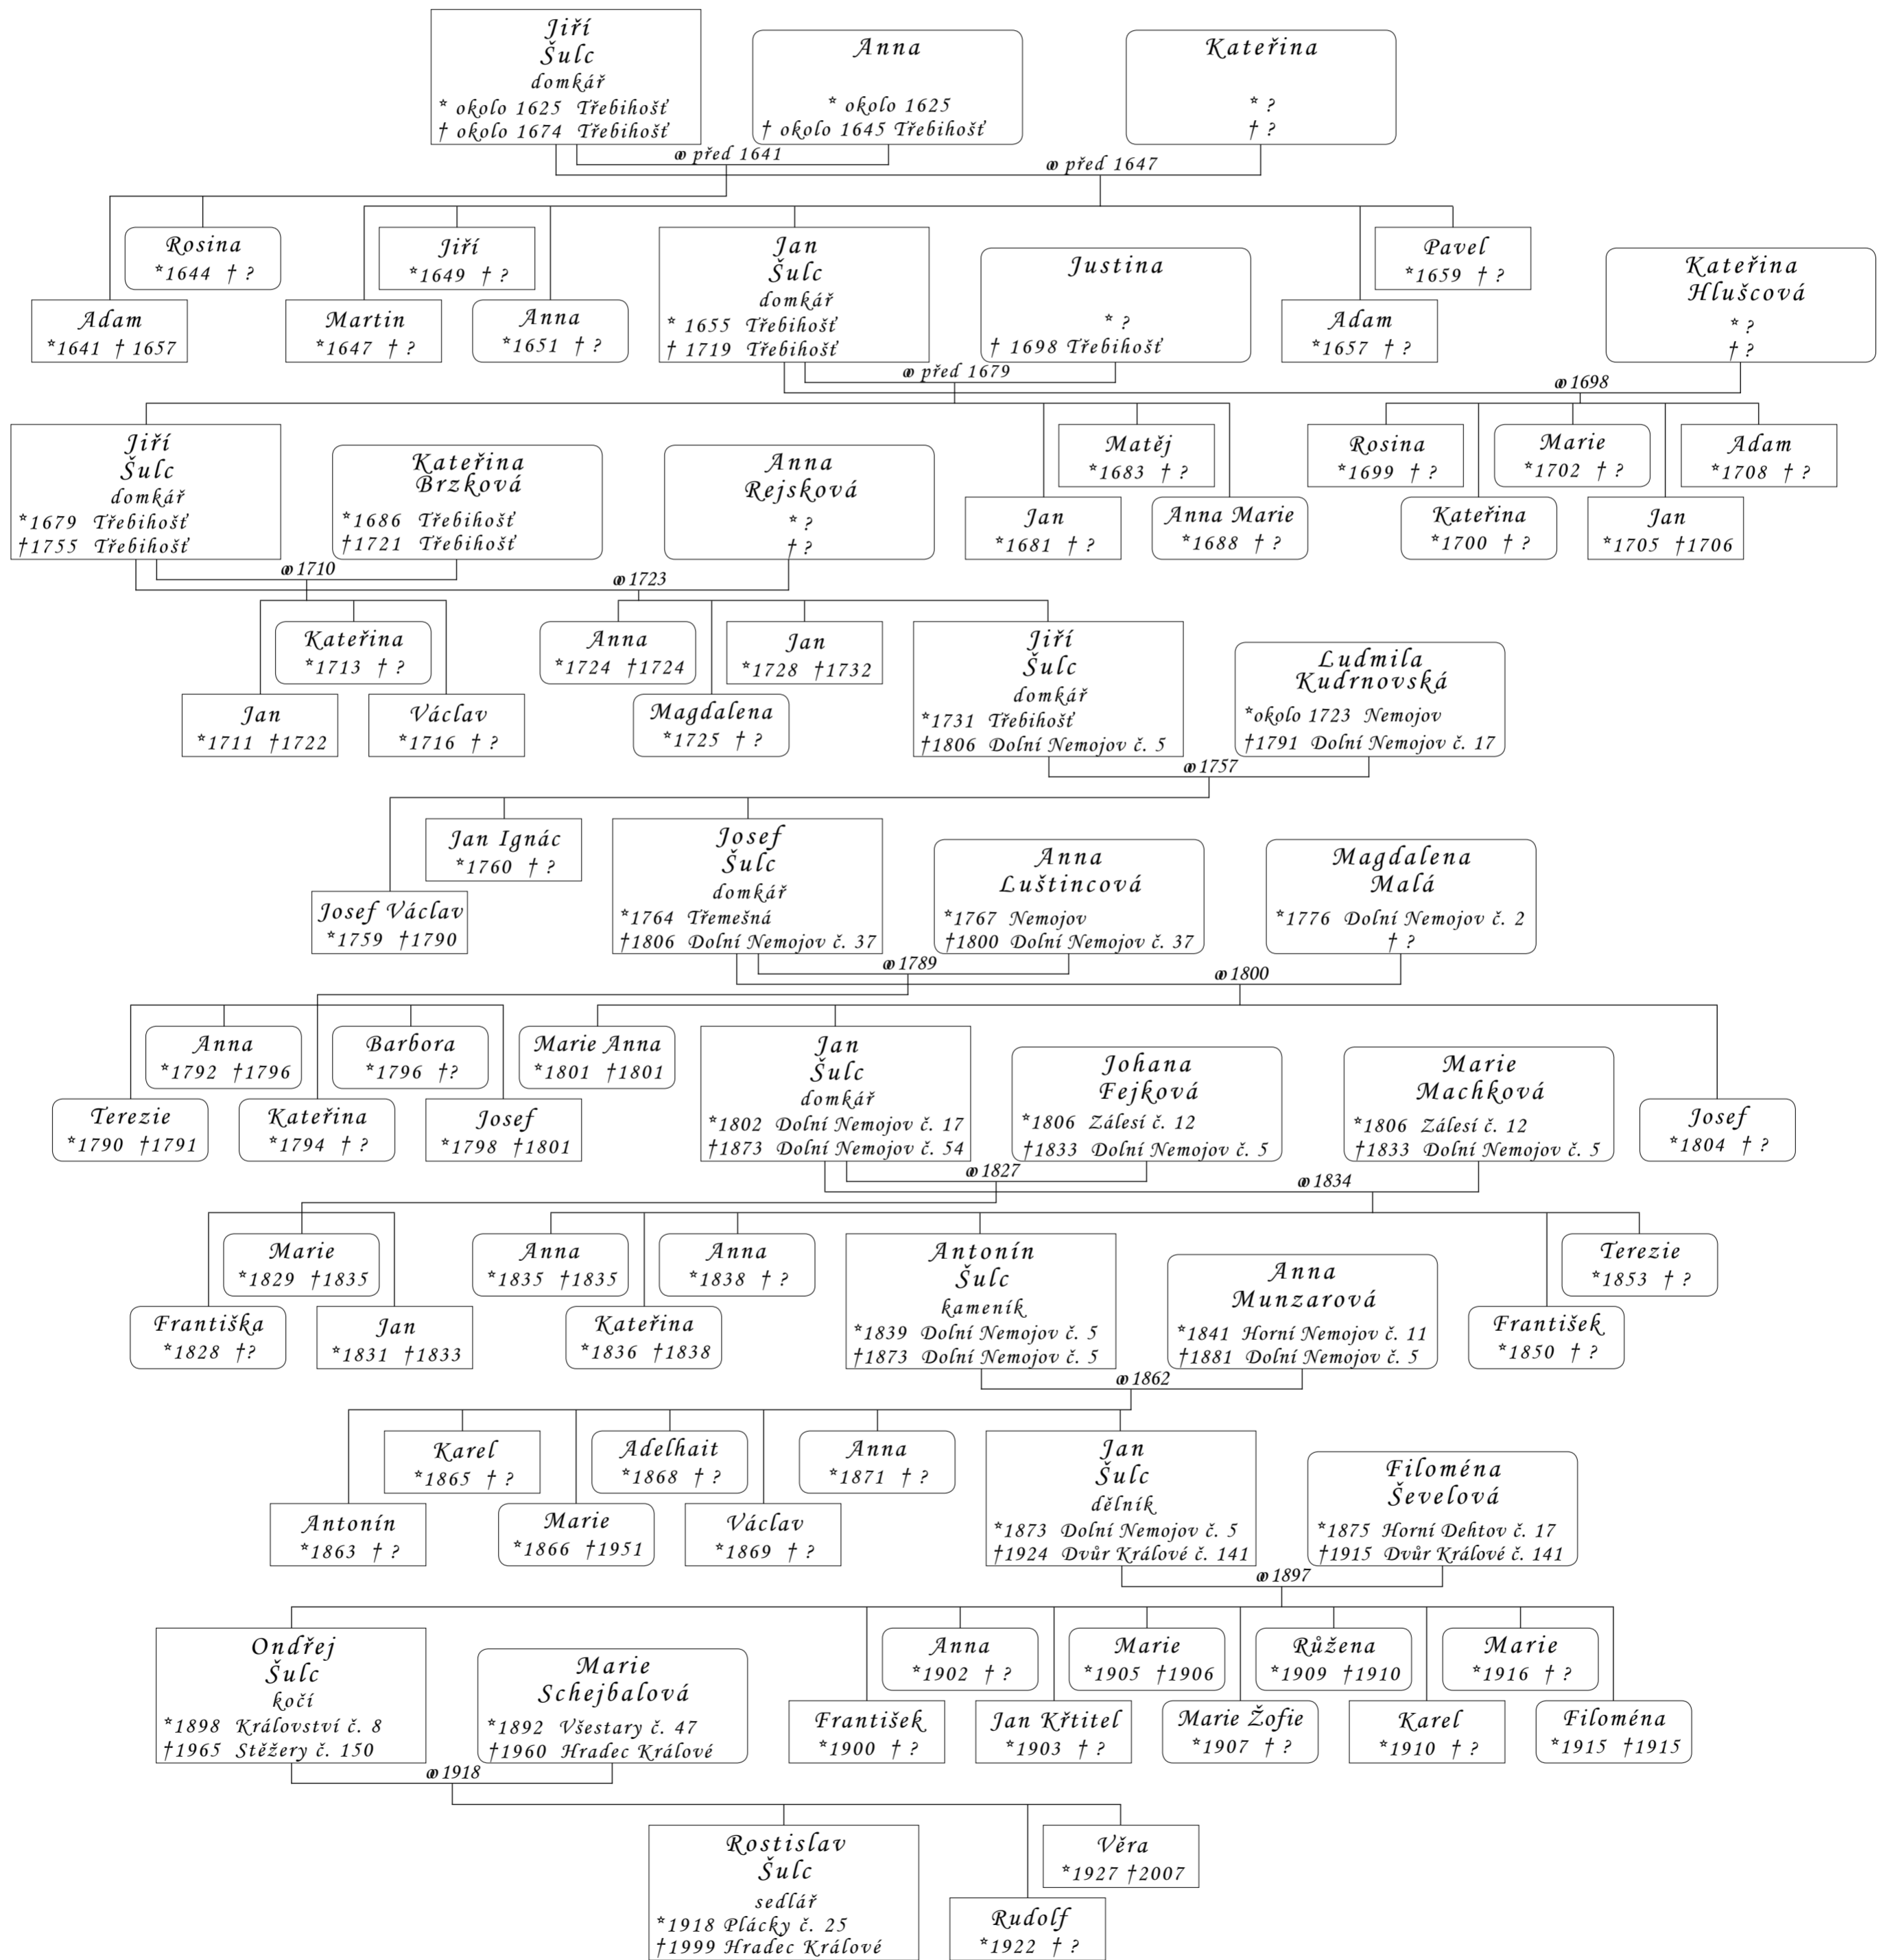 Jiří
Šulc
domkář
* okolo 1625 Třebihošť
† okolo 1674 Třebihošť
Anna
* okolo 1625
† okolo 1645 Třebihošť
Kateřina
* ?
† ?
ⱺ před 1641
ⱺ před 1647
Rosina
*1644 † ?
Adam
*1641 † 1657
Jiří
*1649 † ?
Martin
*1647 † ?
Anna
*1651 † ?
Jan
Šulc
domkář
* 1655 Třebihošť
† 1719 Třebihošť
Justina
* ?
† 1698 Třebihošť
Pavel
*1659 † ?
Adam
*1657 † ?
Kateřina
Hlušcová
* ?
† ?
ⱺ před 1679
ⱺ 1698
Jiří
Šulc
domkář
*1679 Třebihošť
†1755 Třebihošť
Kateřina
Brzková
*1686 Třebihošť
†1721 Třebihošť
Anna
Rejsková
* ?
† ?
Matěj
*1683 † ?
Jan
*1681 † ?
Anna Marie
*1688 † ?
Rosina
*1699 † ?
Marie
*1702 † ?
Adam
*1708 † ?
Kateřina
*1700 † ?
Jan
*1705 †1706
ⱺ 1710
ⱺ 1723
Kateřina
*1713 † ?
Jan
*1711 †1722
Václav
*1716 † ?
Anna
*1724 †1724
Jan
*1728 †1732
Magdalena
*1725 † ?
Jiří
Šulc
domkář
*1731 Třebihošť
†1806 Dolní Nemojov č. 5
Ludmila
Kudrnovská
*okolo 1723 Nemojov
†1791 Dolní Nemojov č. 17
ⱺ 1757
Jan Ignác
*1760 † ?
Josef Václav
*1759 †1790
Josef
Šulc
domkář
*1764 Třemešná
†1806 Dolní Nemojov č. 37
Anna
Luštincová
*1767 Nemojov
†1800 Dolní Nemojov č. 37
Magdalena
Malá
*1776 Dolní Nemojov č. 2
† ?
ⱺ 1789
ⱺ 1800
Anna
*1792 †1796
Barbora
*1796 †?
Terezie
*1790 †1791
Kateřina
*1794 † ?
Josef
*1798 †1801
Marie Anna
*1801 †1801
Jan
Šulc
domkář
*1802 Dolní Nemojov č. 17
†1873 Dolní Nemojov č. 54
Johana
Fejková
*1806 Zálesí č. 12
†1833 Dolní Nemojov č. 5
Marie
Machková
*1806 Zálesí č. 12
†1833 Dolní Nemojov č. 5
Josef
*1804 † ?
ⱺ 1827
ⱺ 1834
Marie
*1829 †1835
Františka
*1828 †?
Jan
*1831 †1833
Anna
*1835 †1835
Anna
*1838 † ?
Kateřina
*1836 †1838
Antonín
Šulc
kameník
*1839 Dolní Nemojov č. 5
†1873 Dolní Nemojov č. 5
Anna
Munzarová
*1841 Horní Nemojov č. 11
†1881 Dolní Nemojov č. 5
Terezie
*1853 † ?
František
*1850 † ?
ⱺ 1862
Karel
*1865 † ?
Adelhait
*1868 † ?
Anna
*1871 † ?
Antonín
*1863 † ?
Marie
*1866 †1951
Václav
*1869 † ?
Jan
Šulc
dělník
*1873 Dolní Nemojov č. 5
†1924 Dvůr Králové č. 141
Filoména
Ševelová
*1875 Horní Dehtov č. 17
†1915 Dvůr Králové č. 141
ⱺ 1897
Ondřej
Šulc
kočí
*1898 Království č. 8
†1965 Stěžery č. 150
Marie
Schejbalová
*1892 Všestary č. 47
†1960 Hradec Králové
Anna
*1902 † ?
Marie
*1905 †1906
Růžena
*1909 †1910
Marie
*1916 † ?
František
*1900 † ?
Jan Křtitel
*1903 † ?
Marie Žofie
*1907 † ?
Karel
*1910 † ?
Filoména
*1915 †1915
ⱺ 1918
Rostislav
Šulc
sedlář
*1918 Plácky č. 25
†1999 Hradec Králové
Věra
*1927 †2007
Rudolf
*1922 † ?